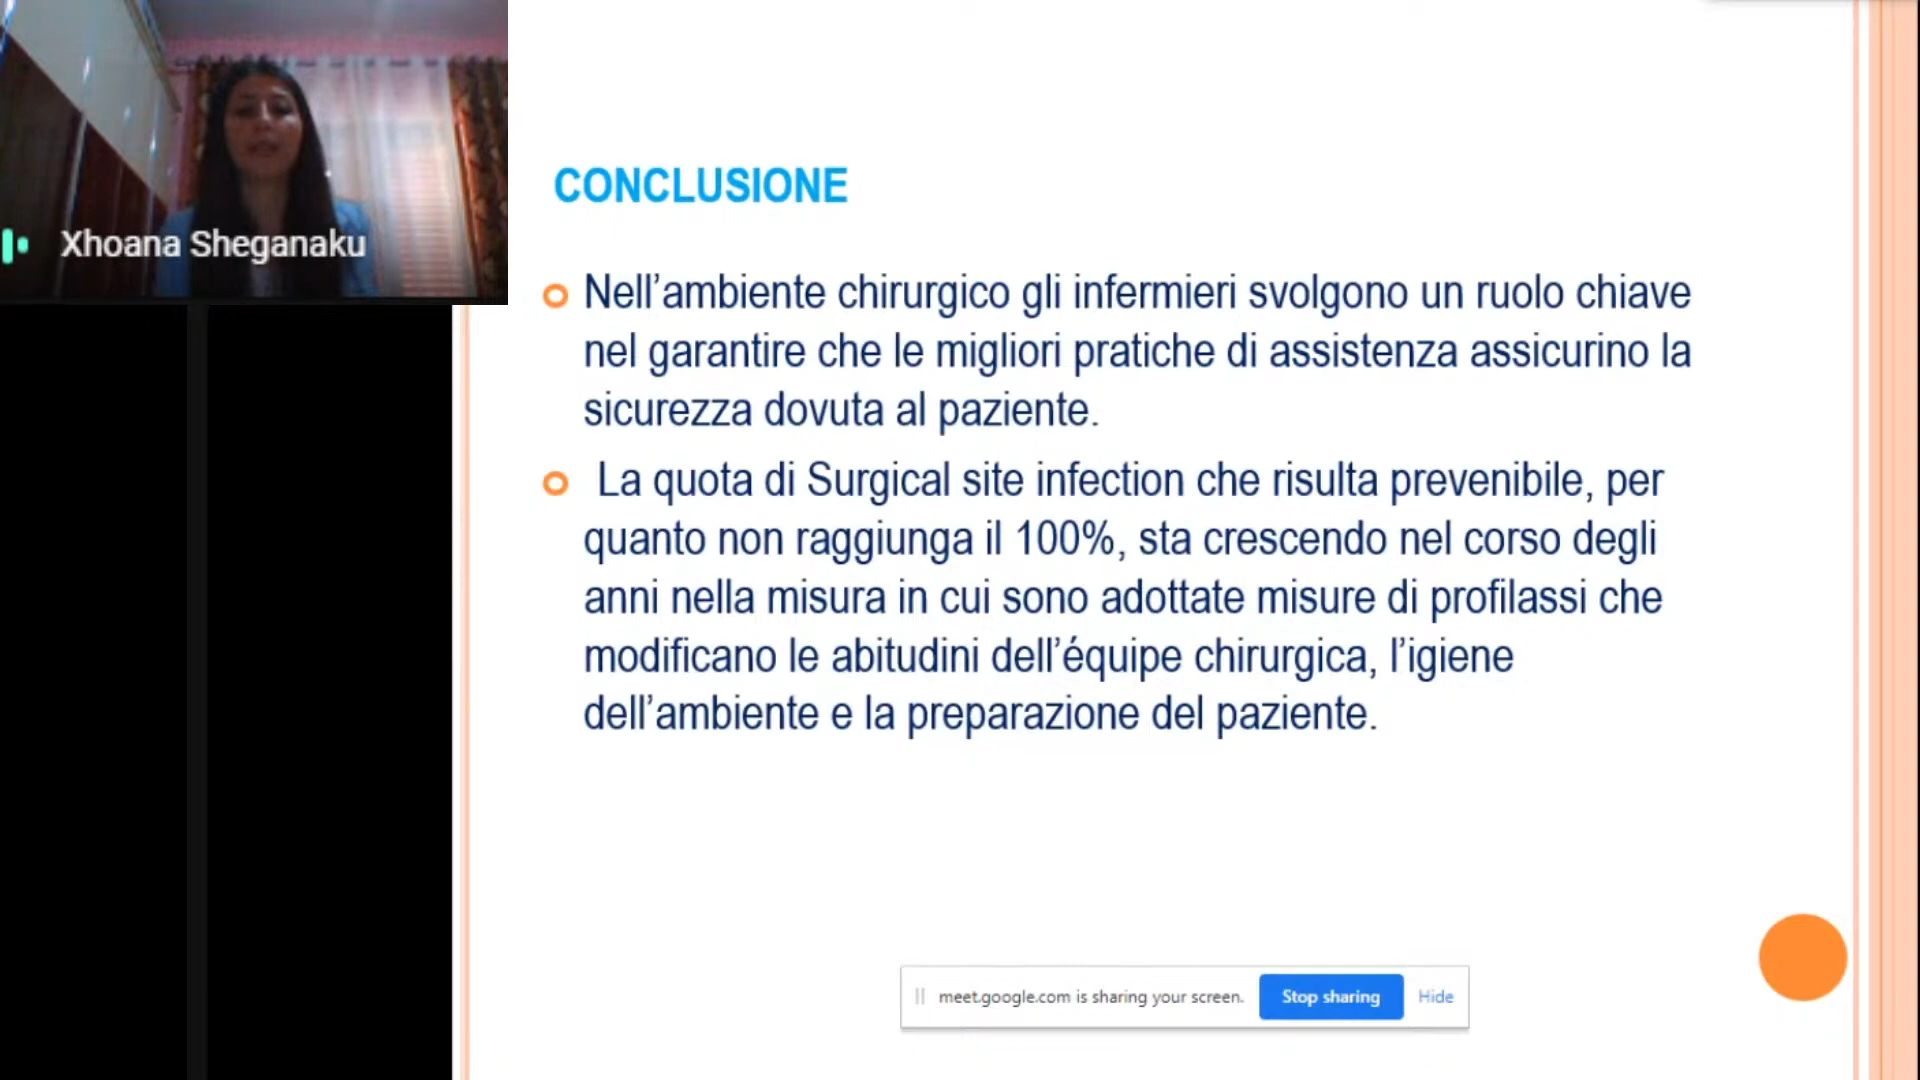 Xhoana Sheganaku
CONCLUSIONE
Nell’ambiente chirurgico gli infermieri svolgono un ruolo chiave
nel garantire che le migliori pratiche di assistenza assicurino la
sicurezza dovuta al paziente.
La quota di Surgical site infection che risulta prevenibile, per
quanto non raggiunga il 100%, sta crescendo nel corso degli
anni nella misura in cui sono adottate misure di profilassi che
modificano le abitudini dell’équipe chirurgica, l’igiene
dell’ambiente e la preparazione del paziente.
meet.google.com is sharing your screen. Stop sharing Hide